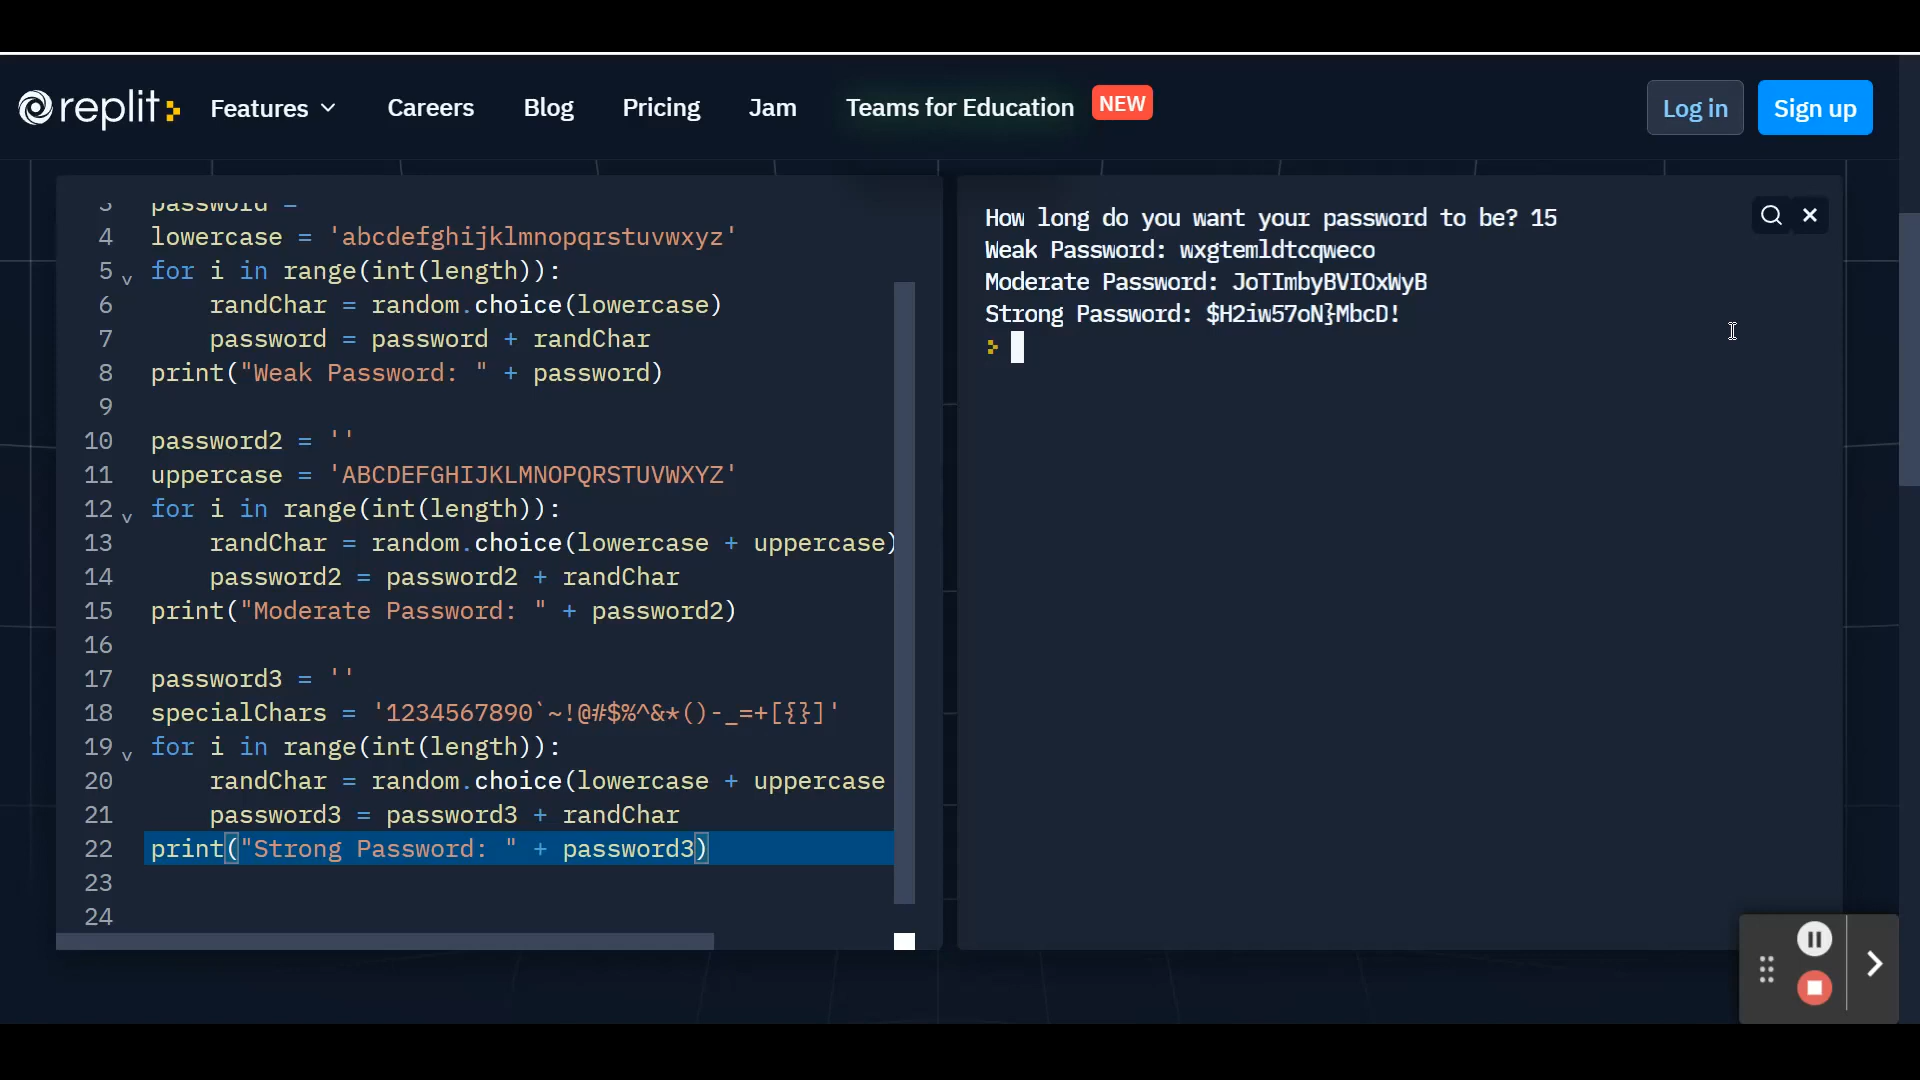 replit
Features
Careers
Blog
Pricing
Jam
Teams for Education
NEW
Log in
Sign up
3 password =
4 lowercase = 'abcdefghijklmnopqrstuvwxyz'
5 for i in range(int(length)):
6 randChar = random.choice(lowercase)
7 password = password + randChar
8 print("Weak Password: " + password)
9
10 password2 = ''
11 uppercase = 'ABCDEFGHIJKLMNOPQRSTUVWXYZ'
12 for i in range(int(length)):
13 randChar = random.choice(lowercase + uppercase)
14 password2 = password2 + randChar
15 print("Moderate Password: " + password2)
16
17 password3 = ''
18 specialChars = '1234567890`~!@#$%^&*()-_=+[{}]'
19 for i in range(int(length)):
20 randChar = random.choice(lowercase + uppercase
21 password3 = password3 + randChar
22 print("Strong Password: " + password3)
23
24
How long do you want your password to be? 15
Weak Password: wxgtemldtcqweco
Moderate Password: JoTImbyBVIOxWyB
Strong Password: $H2iw57oN}MbcD!